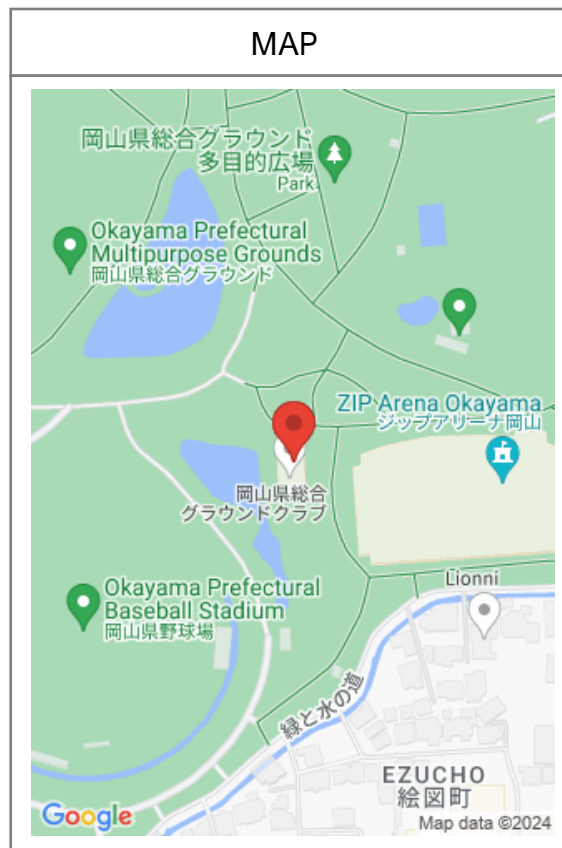 MAP
岡山県総合グラウンド
多目的広場
Park
Okayama Prefectural
Multipurpose Grounds
岡山県総合グラウンド
ZIP Arena Okayama
ジップアリーナ岡山
岡山県総合
グラウンドクラブ
Lionni
Okayama Prefectural
Baseball Stadium
岡山県野球場
緑と水の道
EZUCHO
絵図町
Google
Map data ©2024